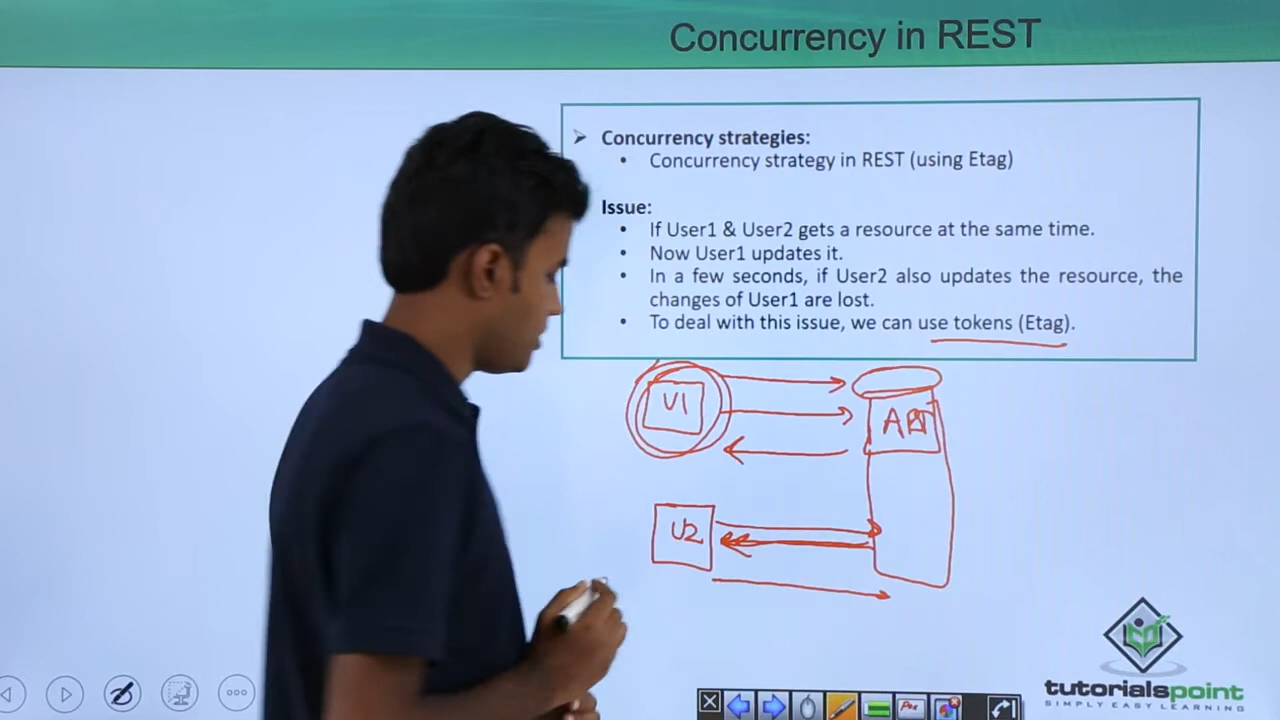 Concurrency in REST
➢ Concurrency strategies:
• Concurrency strategy in REST (using Etag)
Issue:
• If User1 & User2 gets a resource at the same time.
• Now User1 updates it.
• In a few seconds, if User2 also updates the resource, the
changes of User1 are lost.
• To deal with this issue, we can use tokens (Etag).
U1
U2
tutorialspoint
SIMPLY EASY LEARNING